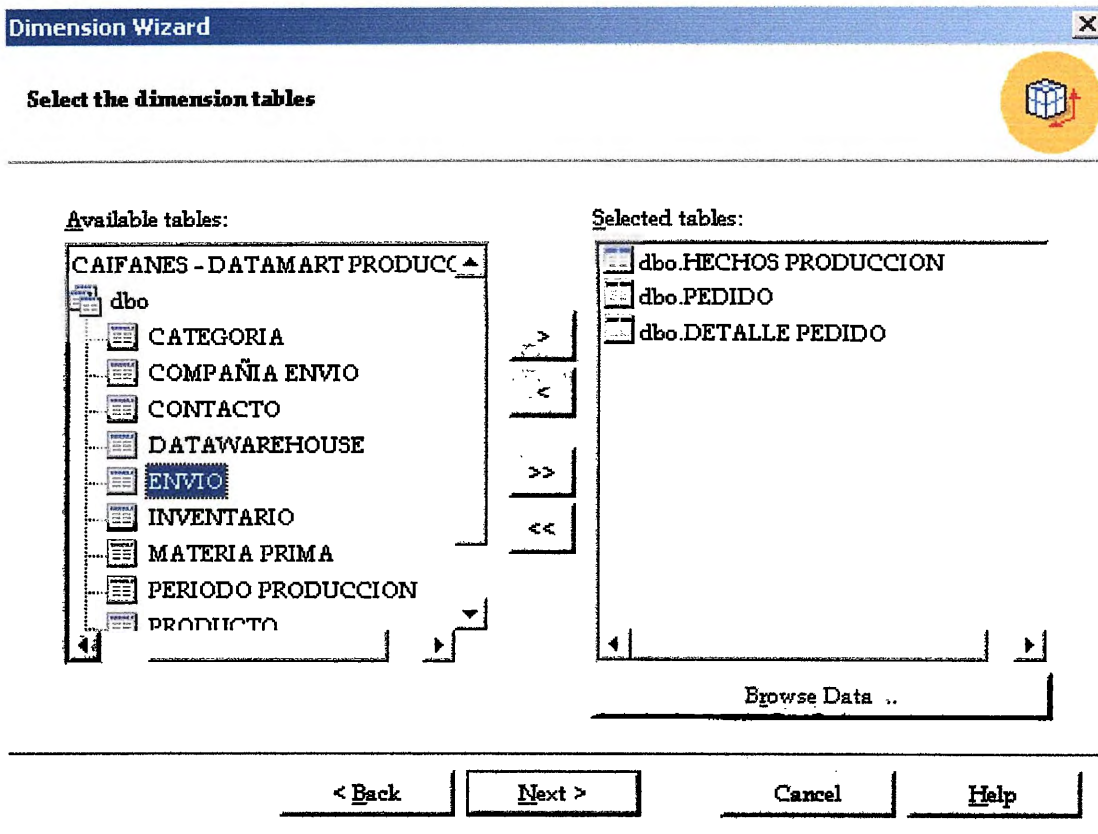 Dimension Wizard
Select the dimension tables
Available tables:
CAIFANES - DATAMART PRODUCC
dbo
CATEGORIA
COMPAÑIA ENVIO
CONTACTO
DATAWAREHOUSE
ENVIO
INVENTARIO
MATERIA PRIMA
PERIODO PRODUCCION
PRODUCTO
>
<
>>
<<
Selected tables:
dbo.HECHOS PRODUCCION
dbo.PEDIDO
dbo.DETALLE PEDIDO
Browse Data ..
< Back
Next >
Cancel
Help